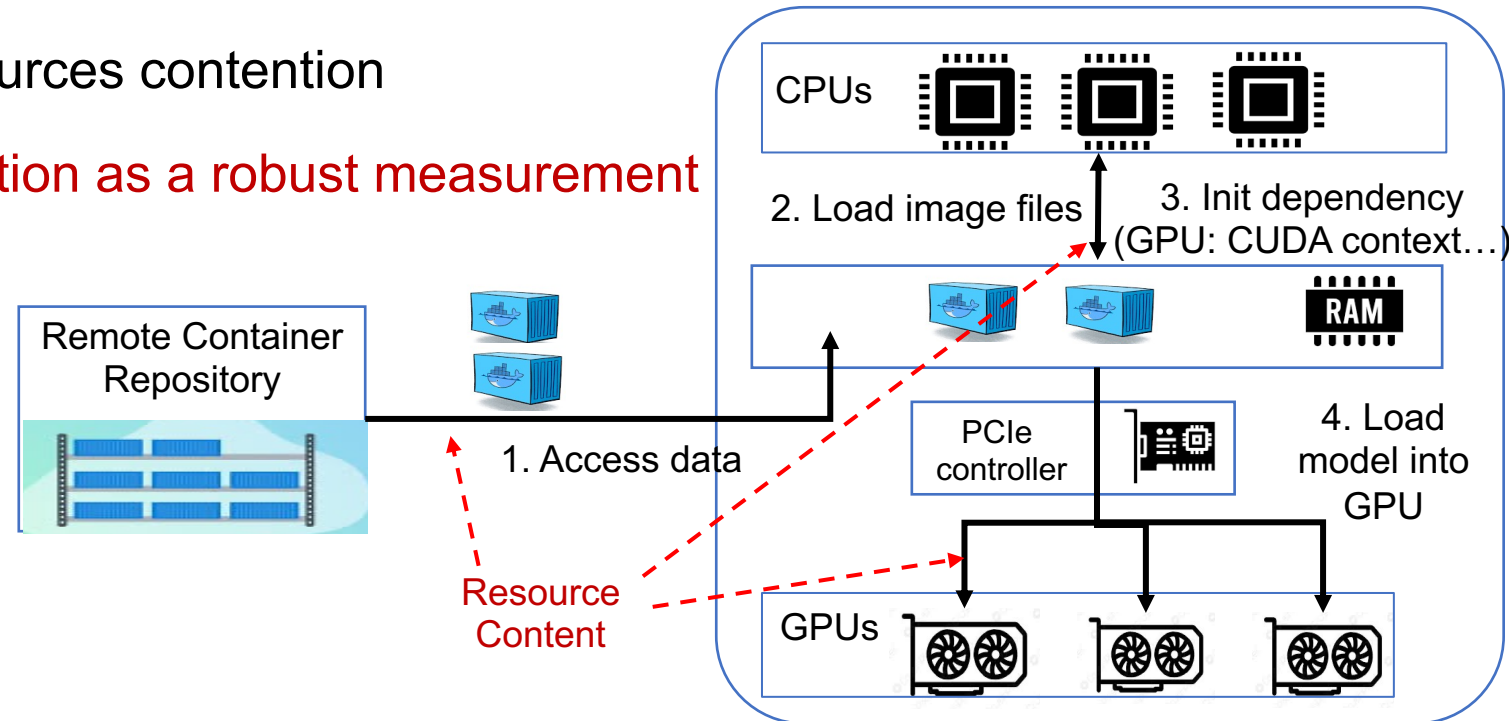 urces contention
tion as a robust measurement
CPUs
2. Load image files
3. Init dependency
(GPU: CUDA context…)
RAM
Remote Container
Repository
1. Access data
PCIe
controller
4. Load
model into
GPU
Resource
Content
GPUs